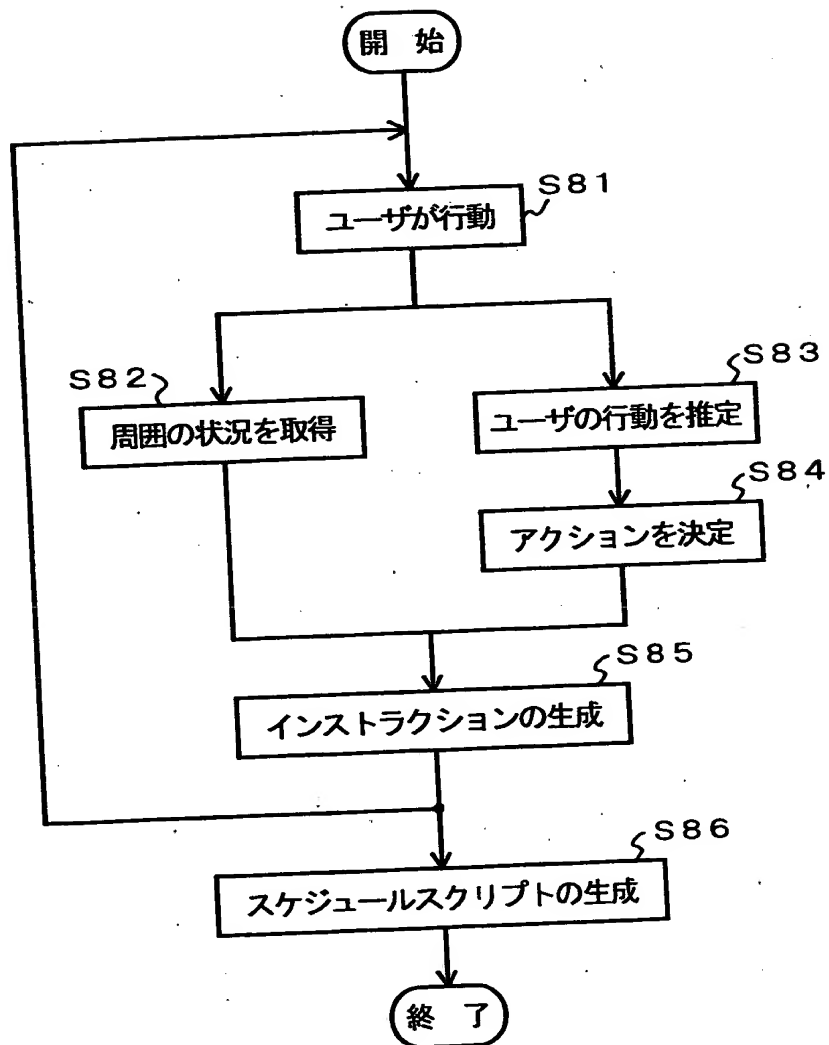 開始
S81
ユーザが行動
S82
周囲の状況を取得
S83
ユーザの行動を推定
S84
アクションを決定
S85
インストラクションの生成
S86
スケジュールスクリプトの生成
終了